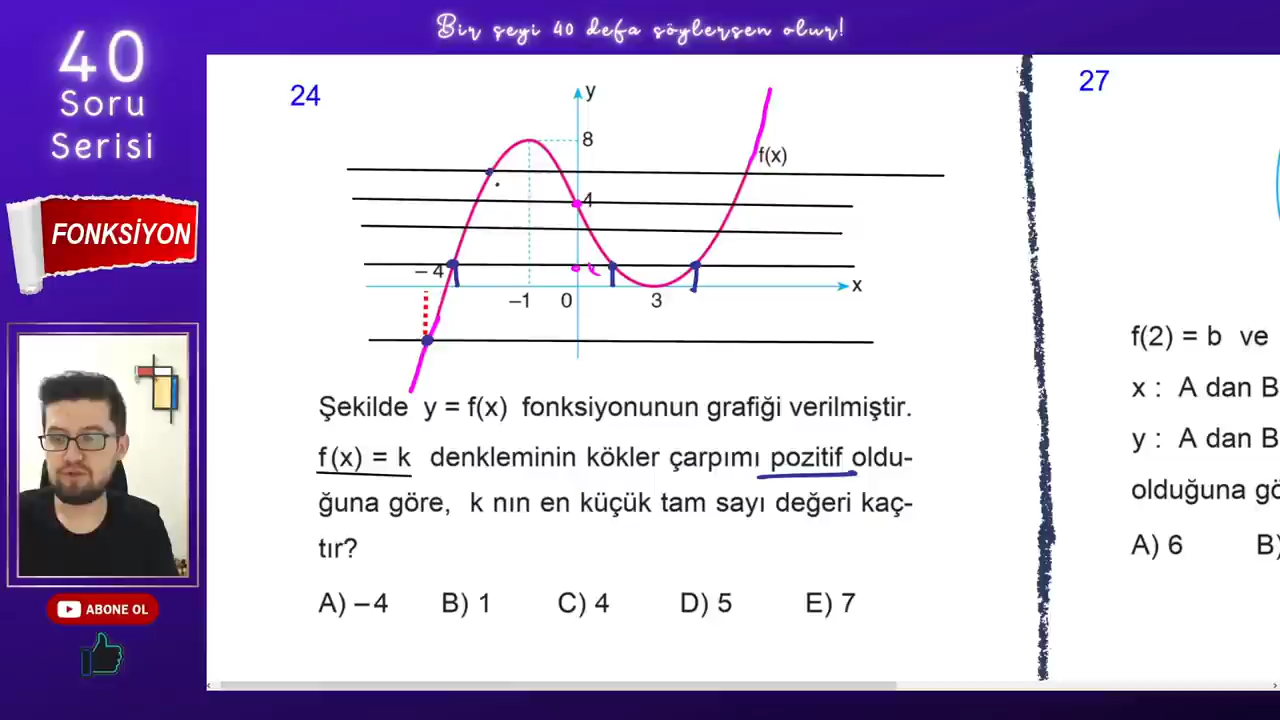 Bir şeyi 40 defa söylersen olur!
40
Soru
Serisi
FONKSİYON
ABONE OL
24
y
8
f(x)
4
– 4
x
–1
0
3
Şekilde y = f(x) fonksiyonunun grafiği verilmiştir.
f(x) = k denkleminin kökler çarpımı pozitif oldu-
ğuna göre, k nın en küçük tam sayı değeri kaç-
tır?
A) – 4 B) 1 C) 4 D) 5 E) 7
27
f(2) = b ve
x : A dan B
y : A dan B
olduğuna gö
A) 6 B)